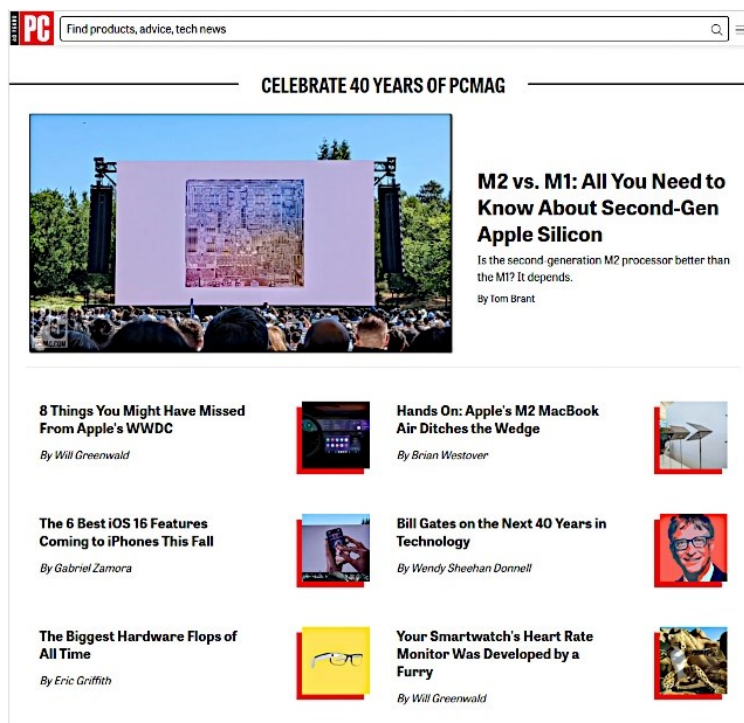 40 YEARS
PC
Find products, advice, tech news
CELEBRATE 40 YEARS OF PCMAG
M2 vs. M1: All You Need to
Know About Second-Gen
Apple Silicon
Is the second-generation M2 processor better than
the M1? It depends.
By Tom Brant
8 Things You Might Have Missed
From Apple's WWDC
By Will Greenwald
Hands On: Apple's M2 MacBook
Air Ditches the Wedge
By Brian Westover
The 6 Best iOS 16 Features
Coming to iPhones This Fall
By Gabriel Zamora
Bill Gates on the Next 40 Years in
Technology
By Wendy Sheehan Donnell
The Biggest Hardware Flops of
All Time
By Eric Griffith
Your Smartwatch's Heart Rate
Monitor Was Developed by a
Furry
By Will Greenwald